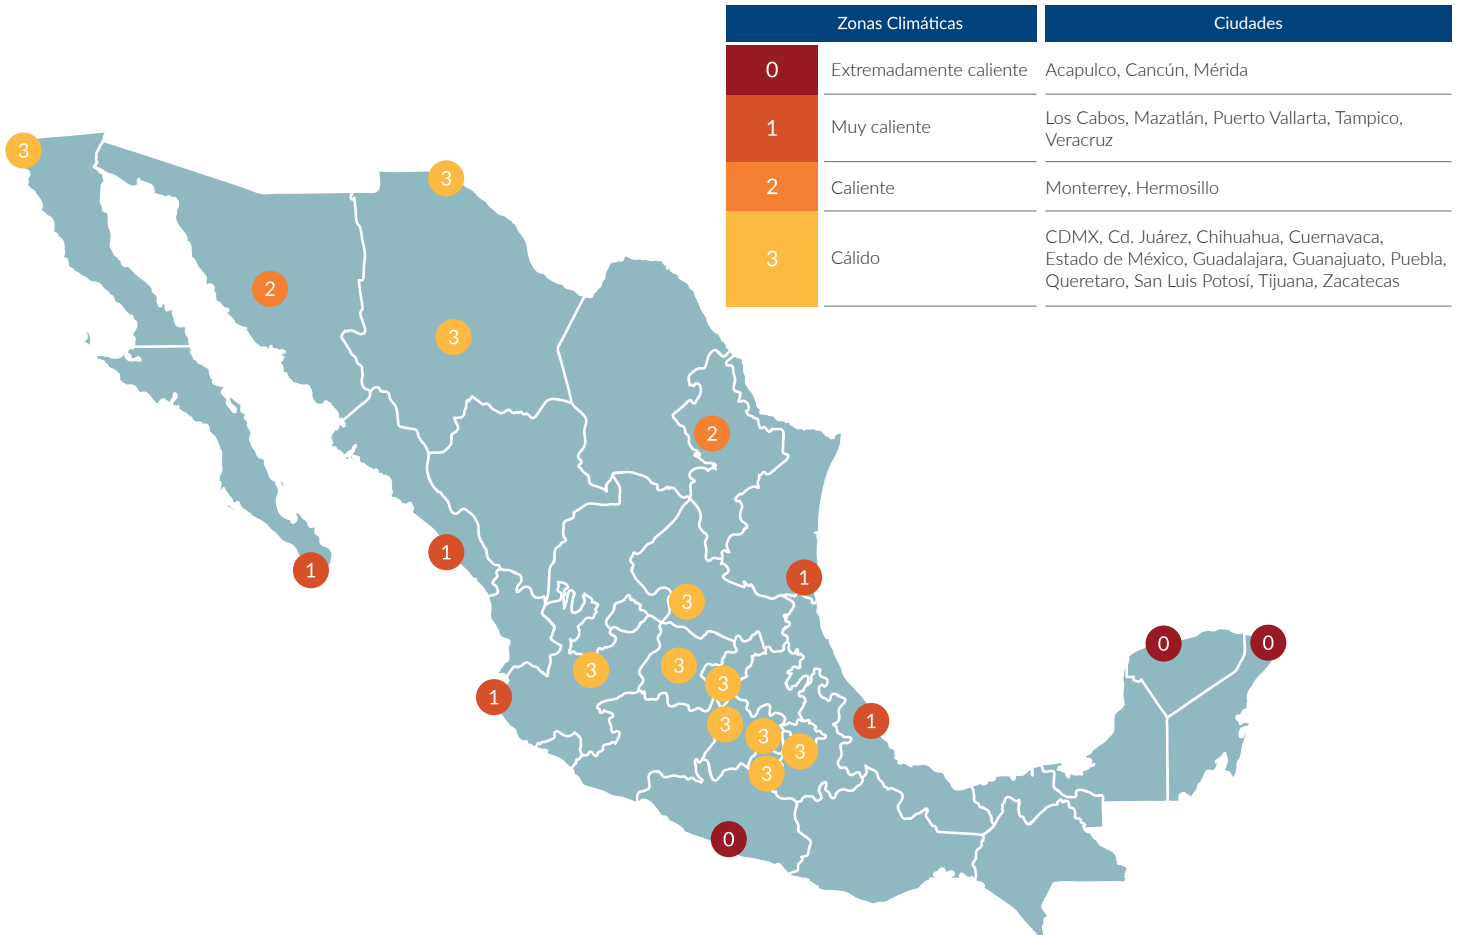 Zonas Climáticas
Ciudades
0
Extremadamente caliente
Acapulco, Cancún, Mérida
1
Muy caliente
Los Cabos, Mazatlán, Puerto Vallarta, Tampico,
Veracruz
2
Caliente
Monterrey, Hermosillo
3
Cálido
CDMX, Cd. Juárez, Chihuahua, Cuernavaca,
Estado de México, Guadalajara, Guanajuato, Puebla,
Queretaro, San Luis Potosí, Tijuana, Zacatecas
3
3
2
3
2
1
1
1
3
0
0
3
3
3
1
1
3
3
3
3
0